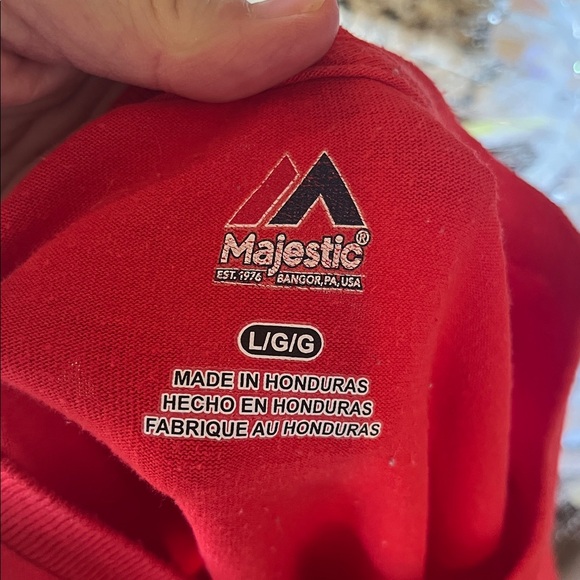 Majestic®
EST. 1976 BANGOR, PA, USA
L/G/G
MADE IN HONDURAS
HECHO EN HONDURAS
FABRIQUE AU HONDURAS